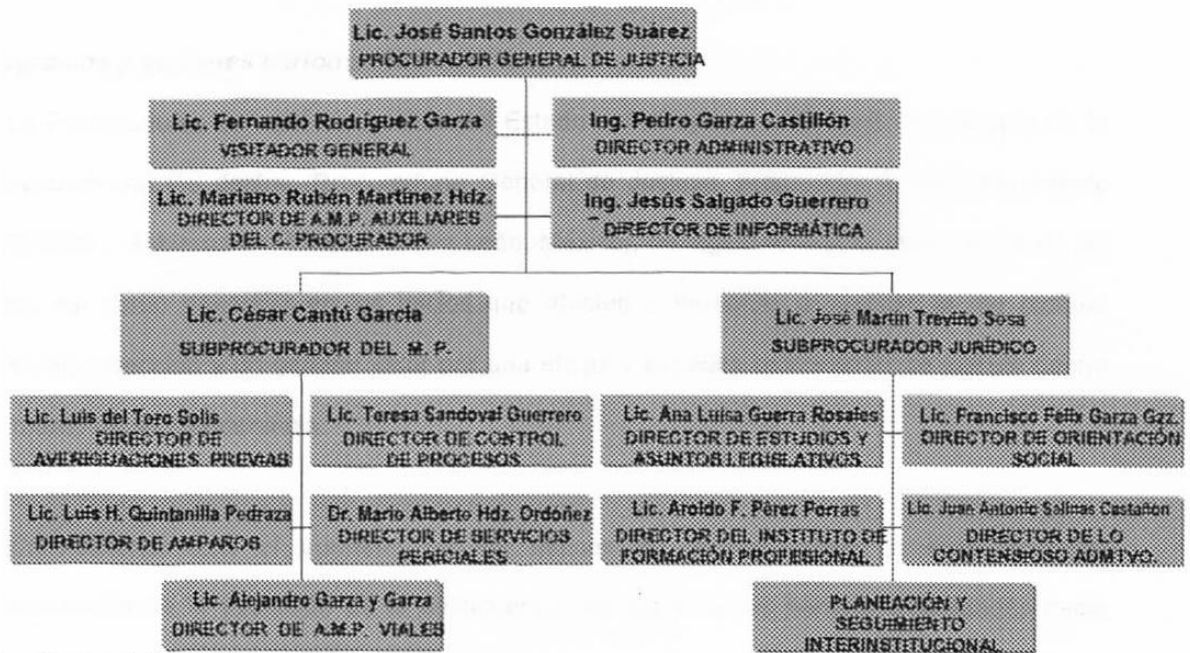 Lic. José Santos González Suárez
PROCURADOR GENERAL DE JUSTICIA
Lic. Fernando Rodríguez Garza
VISITADOR GENERAL
Ing. Pedro Garza Castillón
DIRECTOR ADMINISTRATIVO
Lic. Mariano Rubén Martínez Hdz.
DIRECTOR DE A.M.P. AUXILIARES
DEL C. PROCURADOR
Ing. Jesús Salgado Guerrero
DIRECTOR DE INFORMÁTICA
Lic. César Cantú García
SUBPROCURADOR DEL M. P.
Lic. José Martín Treviño Sosa
SUBPROCURADOR JURÍDICO
Lic. Luis del Toro Solis
DIRECTOR DE
AVERIGUACIONES PREVIAS
Lic. Teresa Sandoval Guerrero
DIRECTOR DE CONTROL
DE PROCESOS
Lic. Ana Luisa Guerra Rosales
DIRECTOR DE ESTUDIOS Y
ASUNTOS LEGISLATIVOS
Lic. Francisco Felix Garza Gzz.
DIRECTOR DE ORIENTACIÓN
SOCIAL
Lic. Luis H. Quintanilla Pedraza
DIRECTOR DE AMPAROS
Dr. Mario Alberto Hdz. Ordoñez
DIRECTOR DE SERVICIOS
PERICIALES
Lic. Aroldo F. Pérez Porras
DIRECTOR DEL INSTITUTO DE
FORMACIÓN PROFESIONAL
Lic. Juan Antonio Salinas Castañon
DIRECTOR DE LO
CONTENSIOSO ADMTVO.
Lic. Alejandro Garza y Garza
DIRECTOR DE A.M.P. VIALES
PLANEACIÓN Y
SEGUIMIENTO
INTERINSTITUCIONAL